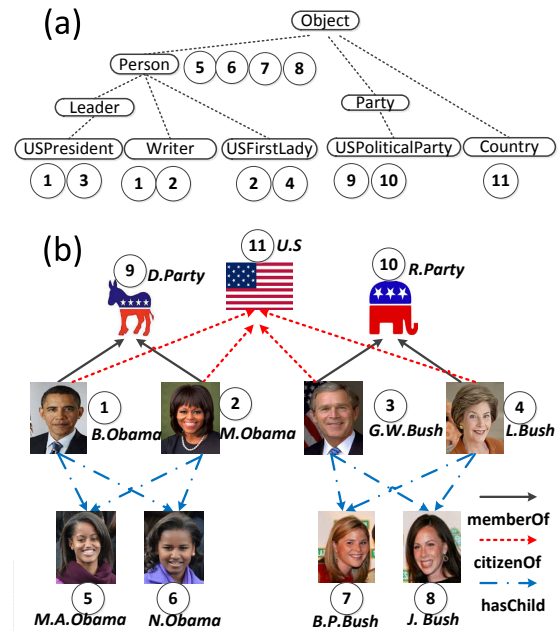 (a)
Object
Person 5 6 7 8
Leader
Party
USPresident Writer USFirstLady USPoliticalParty Country
1 3 1 2 2 4 9 10 11
(b)
11 U.S
9 D.Party
10 R.Party
1 2 3 4
B.Obama M.Obama G.W.Bush L.Bush
memberOf
citizenOf
hasChild
5 6 7 8
M.A.Obama N.Obama B.P.Bush J. Bush